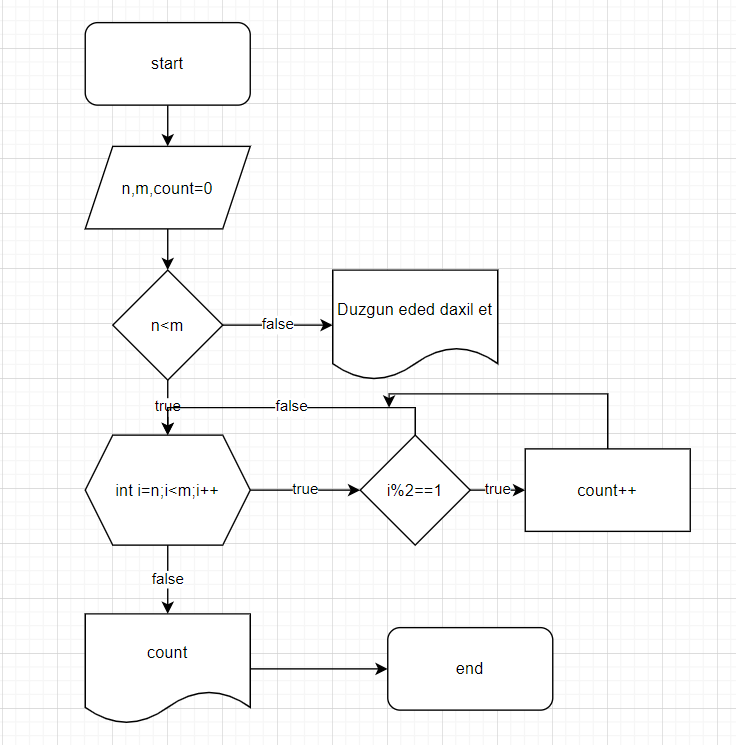 start
n,m,count=0
n<m
false
Duzgun eded daxil et
true
false
int i=n;i<m;i++
true
i%2==1
true
count++
false
count
end